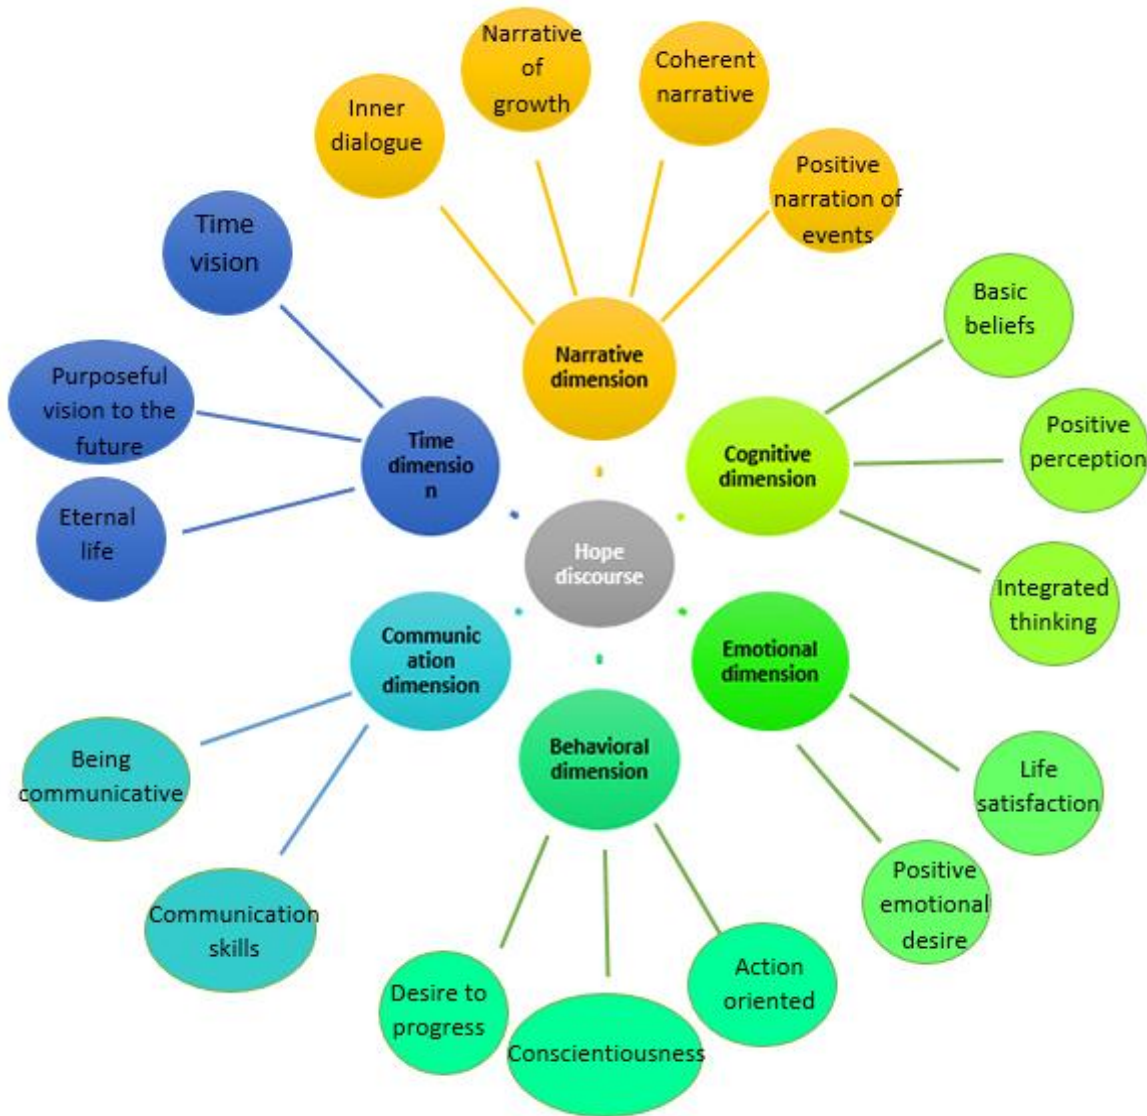 Narrative
of
growth
Coherent
narrative
Inner
dialogue
Positive
narration of
events
Time
vision
Basic
beliefs
Narrative
dimension
Purposeful
vision to the
future
Time
dimensio
n
Cognitive
dimension
Positive
perception
Eternal
life
Hope
discourse
Integrated
thinking
Communic
ation
dimension
Emotional
dimension
Behavioral
dimension
Being
communicative
Life
satisfaction
Communication
skills
Positive
emotional
desire
Desire to
progress
Conscientiousness
Action
oriented